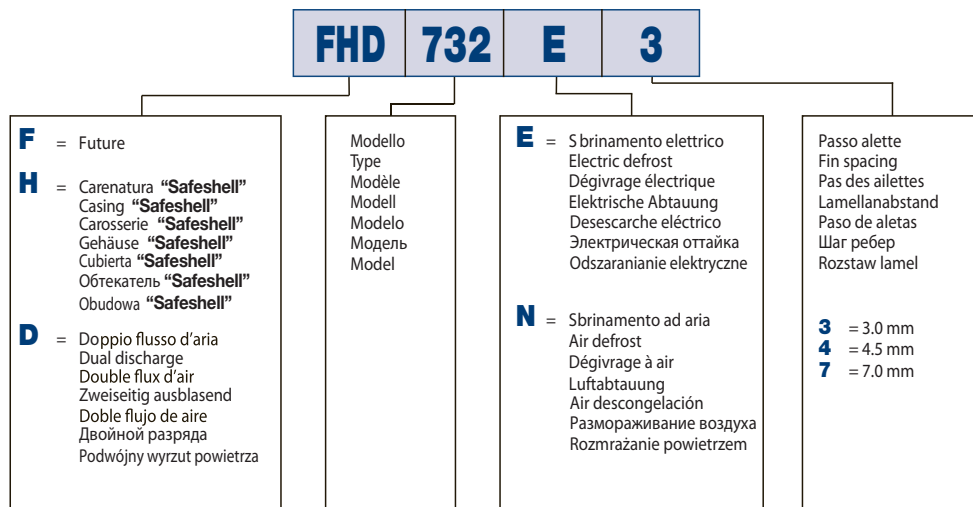 FHD 732 E 3
F = Future
H = Carenatura “Safeshell”
Casing “Safeshell”
Carosserie “Safeshell”
Gehäuse “Safeshell”
Cubierta “Safeshell”
Обтекатель “Safeshell”
Obudowa “Safeshell”
D = Doppio flusso d’aria
Dual discharge
Double flux d’air
Zweiseitig ausblasend
Doble flujo de aire
Двойной разряда
Podwójny wyrzut powietrza
Modello
Type
Modèle
Modell
Modelo
Модель
Model
E = S brinamento elettrico
Electric defrost
Dégivrage électrique
Elektrische Abtauung
Desescarche eléctrico
Электрическая оттайка
Odszaranianie elektryczne
N = Sbrinamento ad aria
Air defrost
Dégivrage à air
Luftabtauung
Air descongelación
Размораживание воздуха
Rozmrażanie powietrzem
Passo alette
Fin spacing
Pas des ailettes
Lamellanabstand
Paso de aletas
Шаг ребер
Rozstaw lamel
3 = 3.0 mm
4 = 4.5 mm
7 = 7.0 mm